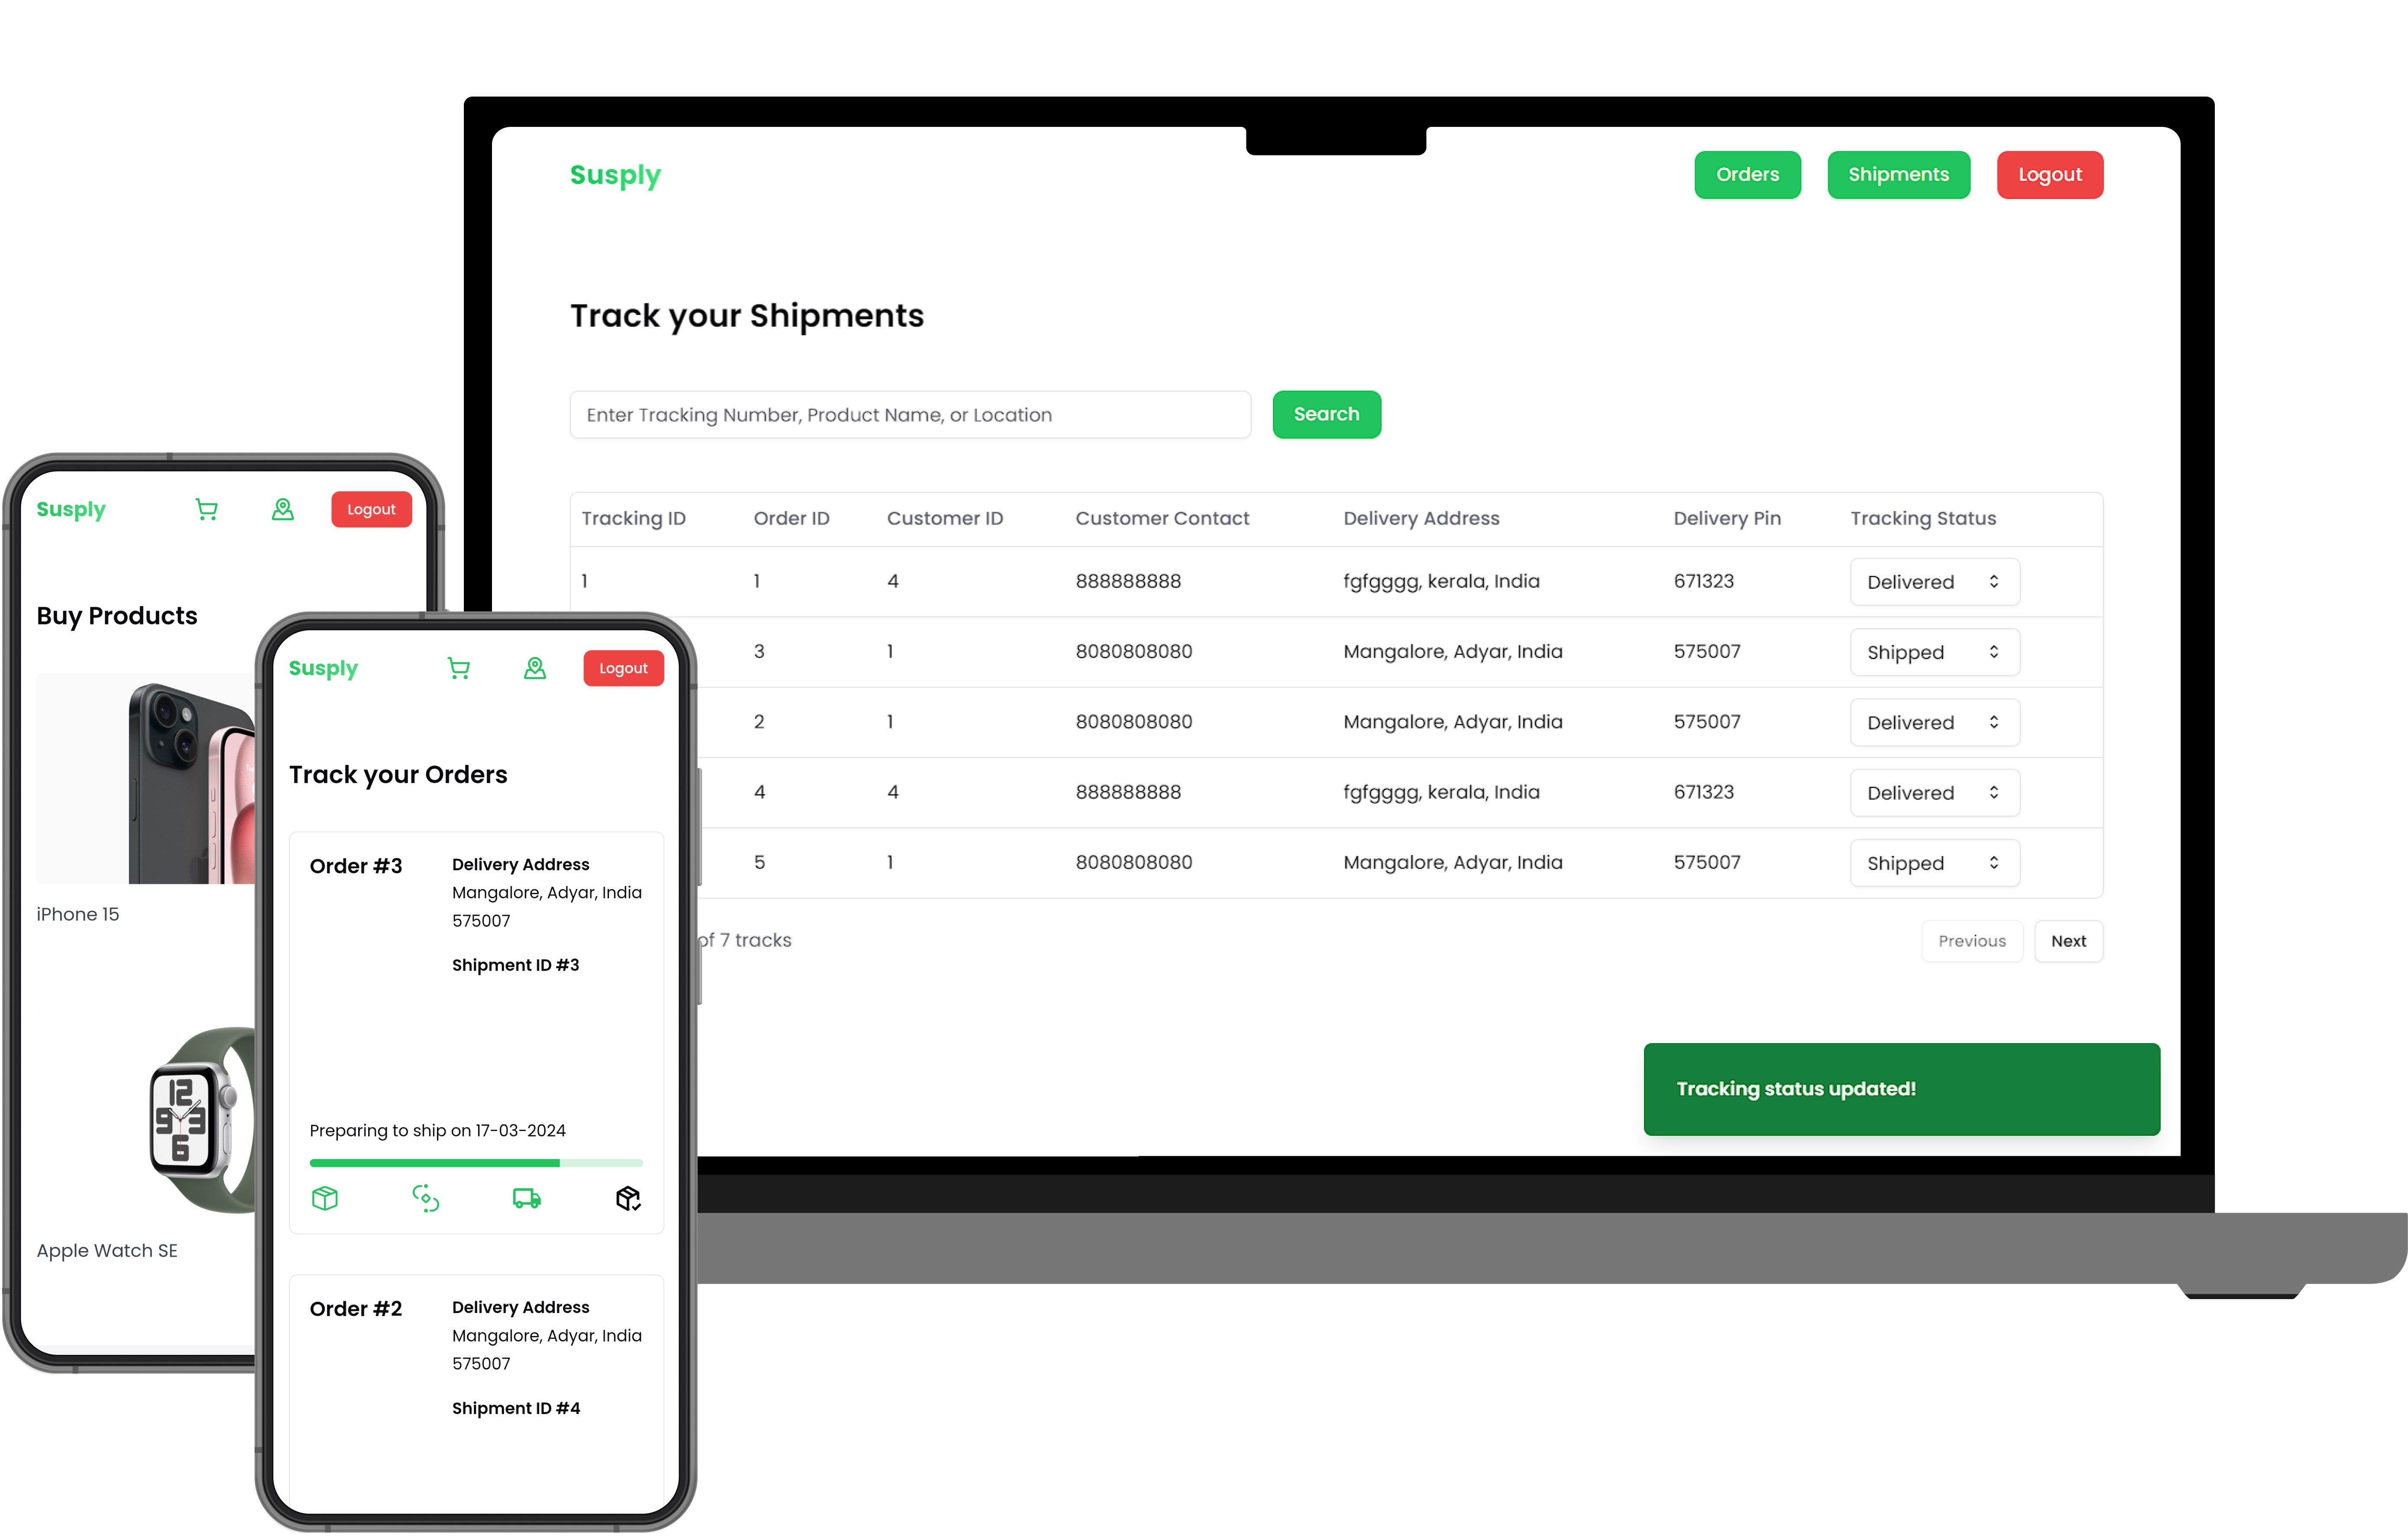 Susply
Orders
Shipments
Logout
Track your Shipments
Enter Tracking Number, Product Name, or Location
Search
Tracking ID Order ID Customer ID Customer Contact Delivery Address Delivery Pin Tracking Status
1 1 4 888888888 fgfgggg, kerala, India 671323 Delivered
3 1 8080808080 Mangalore, Adyar, India 575007 Shipped
2 1 8080808080 Mangalore, Adyar, India 575007 Delivered
4 4 888888888 fgfgggg, kerala, India 671323 Delivered
5 1 8080808080 Mangalore, Adyar, India 575007 Shipped
of 7 tracks
Previous
Next
Tracking status updated!
Susply
Logout
Buy Products
iPhone 15
12
9 3
6
Apple Watch SE
Susply
Logout
Track your Orders
Order #3
Delivery Address
Mangalore, Adyar, India
575007
Shipment ID #3
Preparing to ship on 17-03-2024
Order #2
Delivery Address
Mangalore, Adyar, India
575007
Shipment ID #4